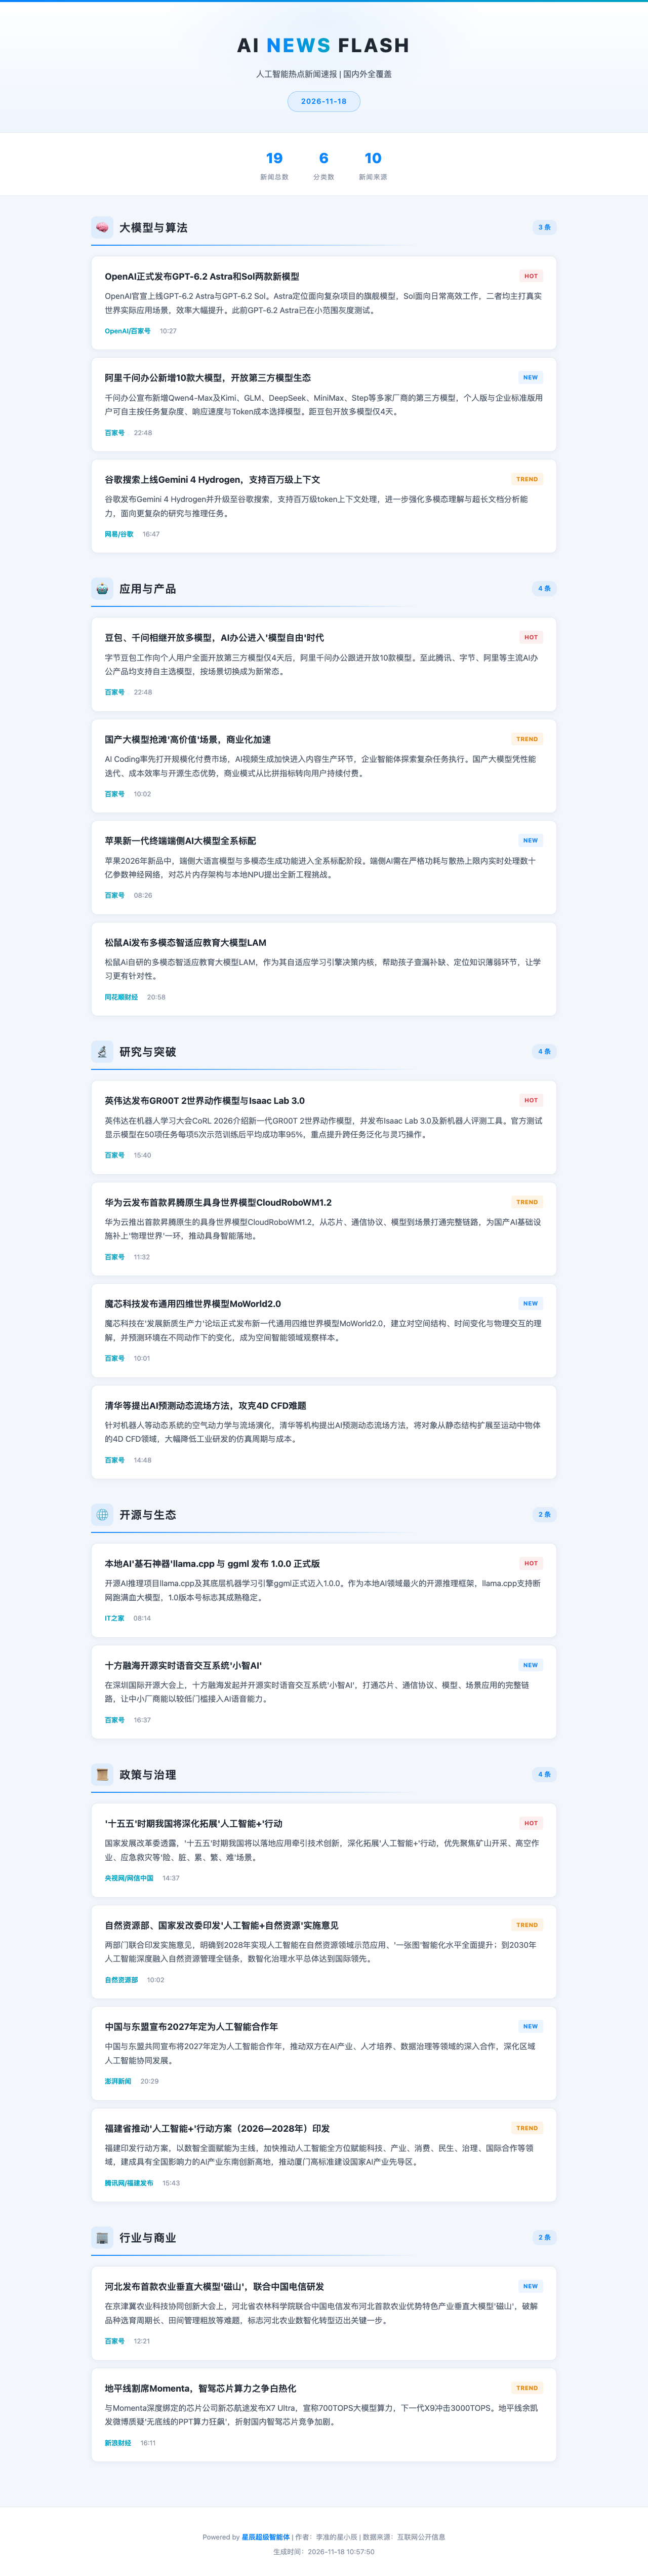 AI NEWS FLASH
人工智能热点新闻速报 | 国内外全覆盖
2026-11-18
19
6
10
新闻总数
分类数
新闻来源
大模型与算法
3 条
OpenAI正式发布GPT-6.2 Astra和Sol两款新模型
HOT
OpenAI官宣上线GPT-6.2 Astra与GPT-6.2 Sol。Astra定位面向复杂项目的旗舰模型，Sol面向日常高效工作，二者均主打真实
世界实际应用场景，效率大幅提升。此前GPT-6.2 Astra已在小范围灰度测试。
OpenAI/百家号 10:27
阿里千问办公新增10款大模型，开放第三方模型生态
NEW
千问办公宣布新增Qwen4-Max及Kimi、GLM、DeepSeek、MiniMax、Step等多家厂商的第三方模型，个人版与企业标准版用
户可自主按任务复杂度、响应速度与Token成本选择模型。距豆包开放多模型仅4天。
百家号 22:48
谷歌搜索上线Gemini 4 Hydrogen，支持百万级上下文
TREND
谷歌发布Gemini 4 Hydrogen并升级至谷歌搜索，支持百万级token上下文处理，进一步强化多模态理解与超长文档分析能
力，面向更复杂的研究与推理任务。
网易/谷歌 16:47
应用与产品
4 条
豆包、千问相继开放多模型，AI办公进入'模型自由'时代
HOT
字节豆包工作向个人用户全面开放第三方模型仅4天后，阿里千问办公跟进开放10款模型。至此腾讯、字节、阿里等主流AI办
公产品均支持自主选模型，按场景切换成为新常态。
百家号 22:48
国产大模型抢滩'高价值'场景，商业化加速
TREND
AI Coding率先打开规模化付费市场，AI视频生成加快进入内容生产环节，企业智能体探索复杂任务执行。国产大模型凭性能
迭代、成本效率与开源生态优势，商业模式从比拼指标转向用户持续付费。
百家号 10:02
苹果新一代终端端侧AI大模型全系标配
NEW
苹果2026年新品中，端侧大语言模型与多模态生成功能进入全系标配阶段。端侧AI需在严格功耗与散热上限内实时处理数十
亿参数神经网络，对芯片内存架构与本地NPU提出全新工程挑战。
百家号 08:26
松鼠Ai发布多模态智适应教育大模型LAM
松鼠Ai自研的多模态智适应教育大模型LAM，作为其自适应学习引擎决策内核，帮助孩子查漏补缺、定位知识薄弱环节，让学
习更有针对性。
同花顺财经 20:58
研究与突破
4 条
英伟达发布GR00T 2世界动作模型与Isaac Lab 3.0
HOT
英伟达在机器人学习大会CoRL 2026介绍新一代GR00T 2世界动作模型，并发布Isaac Lab 3.0及新机器人评测工具。官方测试
显示模型在50项任务每项5次示范训练后平均成功率95%，重点提升跨任务泛化与灵巧操作。
百家号 15:40
华为云发布首款昇腾原生具身世界模型CloudRoboWM1.2
TREND
华为云推出首款昇腾原生的具身世界模型CloudRoboWM1.2，从芯片、通信协议、模型到场景打通完整链路，为国产AI基础设
施补上'物理世界'一环，推动具身智能落地。
百家号 11:32
魔芯科技发布通用四维世界模型MoWorld2.0
NEW
魔芯科技在'发展新质生产力'论坛正式发布新一代通用四维世界模型MoWorld2.0，建立对空间结构、时间变化与物理交互的理
解，并预测环境在不同动作下的变化，成为空间智能领域观察样本。
百家号 10:01
清华等提出AI预测动态流场方法，攻克4D CFD难题
针对机器人等动态系统的空气动力学与流场演化，清华等机构提出AI预测动态流场方法，将对象从静态结构扩展至运动中物体
的4D CFD领域，大幅降低工业研发的仿真周期与成本。
百家号 14:48
开源与生态
2 条
本地AI'基石神器'llama.cpp 与 ggml 发布 1.0.0 正式版
HOT
开源AI推理项目llama.cpp及其底层机器学习引擎ggml正式迈入1.0.0。作为本地AI领域最火的开源推理框架，llama.cpp支持断
网跑满血大模型，1.0版本号标志其成熟稳定。
IT之家 08:14
十方融海开源实时语音交互系统'小智AI'
NEW
在深圳国际开源大会上，十方融海发起并开源实时语音交互系统'小智AI'，打通芯片、通信协议、模型、场景应用的完整链
路，让中小厂商能以较低门槛接入AI语音能力。
百家号 16:37
政策与治理
4 条
'十五五'时期我国将深化拓展'人工智能+'行动
HOT
国家发展改革委透露，'十五五'时期我国将以落地应用牵引技术创新，深化拓展'人工智能+'行动，优先聚焦矿山开采、高空作
业、应急救灾等'险、脏、累、繁、难'场景。
央视网/网信中国 14:37
自然资源部、国家发改委印发'人工智能+自然资源'实施意见
TREND
两部门联合印发实施意见，明确到2028年实现人工智能在自然资源领域示范应用、'一张图'智能化水平全面提升；到2030年
人工智能深度融入自然资源管理全链条，数智化治理水平总体达到国际领先。
自然资源部 10:02
中国与东盟宣布2027年定为人工智能合作年
NEW
中国与东盟共同宣布将2027年定为人工智能合作年，推动双方在AI产业、人才培养、数据治理等领域的深入合作，深化区域
人工智能协同发展。
澎湃新闻 20:29
福建省推动'人工智能+'行动方案（2026—2028年）印发
TREND
福建印发行动方案，以数智全面赋能为主线，加快推动人工智能全方位赋能科技、产业、消费、民生、治理、国际合作等领
域，建成具有全国影响力的AI产业东南创新高地，推动厦门高标准建设国家AI产业先导区。
腾讯网/福建发布 15:43
行业与商业
2 条
河北发布首款农业垂直大模型'磁山'，联合中国电信研发
NEW
在京津冀农业科技协同创新大会上，河北省农林科学院联合中国电信发布河北首款农业优势特色产业垂直大模型'磁山'，破解
品种选育周期长、田间管理粗放等难题，标志河北农业数智化转型迈出关键一步。
百家号 12:21
地平线割席Momenta，智驾芯片算力之争白热化
TREND
与Momenta深度绑定的芯片公司新芯航途发布X7 Ultra，宣称700TOPS大模型算力，下一代X9冲击3000TOPS。地平线余凯
发微博质疑'无底线的PPT算力狂飙'，折射国内智驾芯片竞争加剧。
新浪财经 16:11
Powered by 星辰超级智能体 | 作者：李准的星小辰 | 数据来源：互联网公开信息
生成时间：2026-11-18 10:57:50